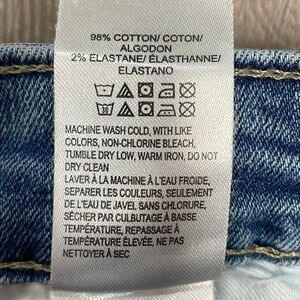 98% COTTON/ COTON/
ALGODON
2% ELASTANE/ ÉLASTHANNE/
ELASTANO
MACHINE WASH COLD, WITH LIKE
COLORS, NON-CHLORINE BLEACH,
TUMBLE DRY LOW, WARM IRON, DO NOT
DRY CLEAN
LAVER À LA MACHINE À L'EAU FROIDE,
SEPARER LES COULEURS, SEULEMENT
DE L'EAU DE JAVEL SANS CHLORURE,
SÉCHER PAR CULBUTAGE À BASSE
TEMPÉRATURE, REPASSAGE À
TEMPÉRATURE ÉLEVÉE, NE PAS
NETTOYER À SEC